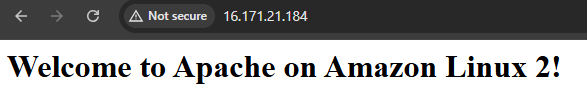 Not secure 16.171.21.184
Welcome to Apache on Amazon Linux 2!